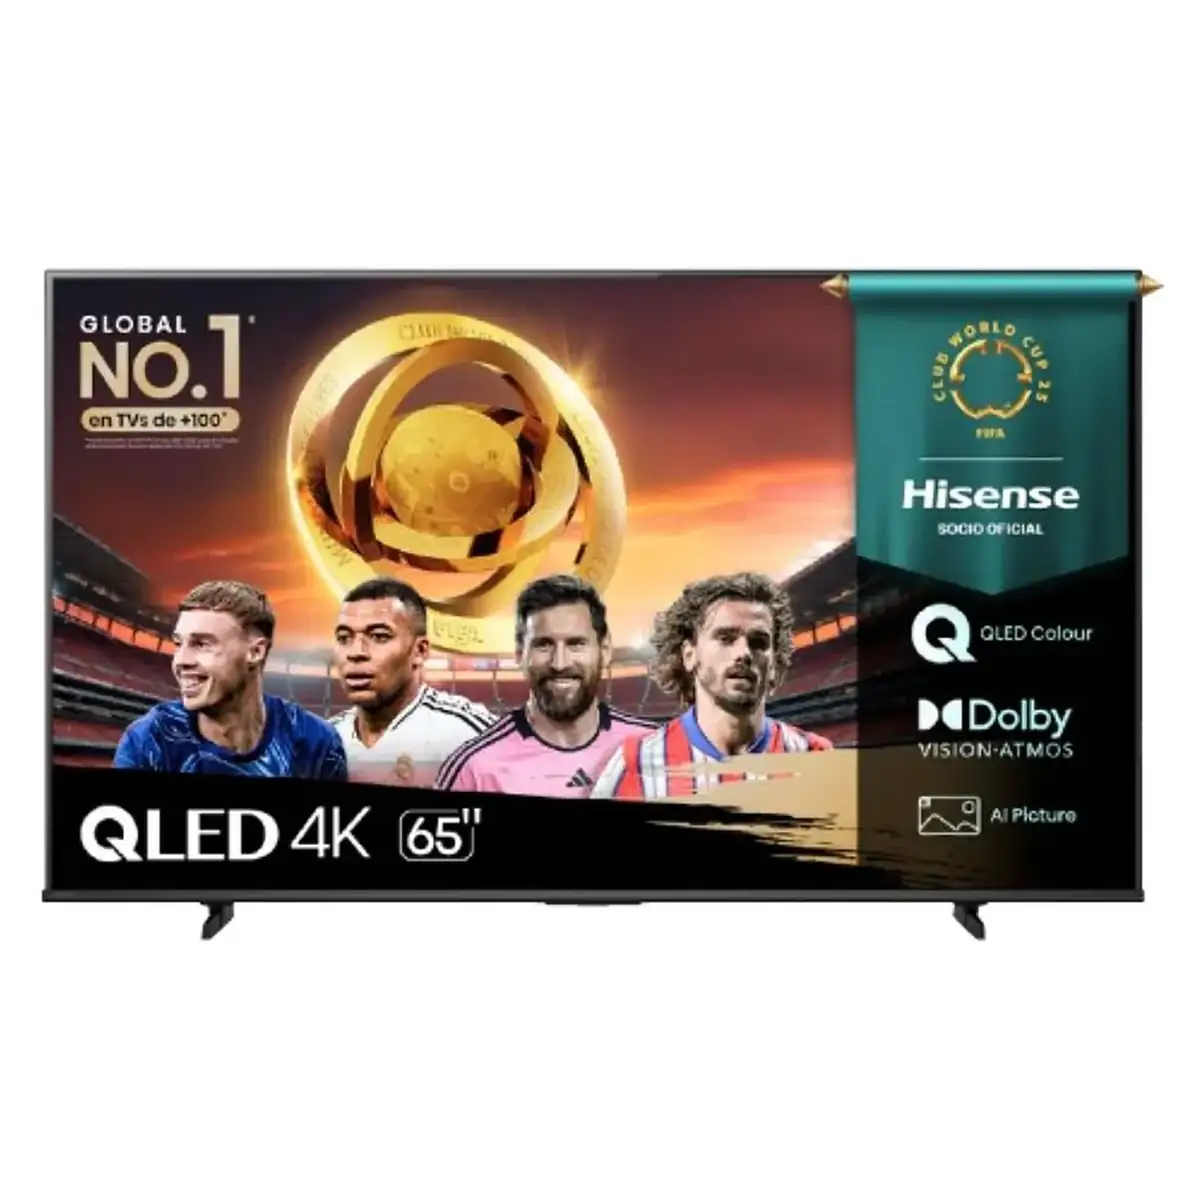 GLOBAL
NO.1*
en TVs de +100"
CLUB WORLD CUP 25
FIFA
Hisense
SOCIO OFICIAL
QLED Colour
Dolby
VISION·ATMOS
AI Picture
QLED 4K 65"